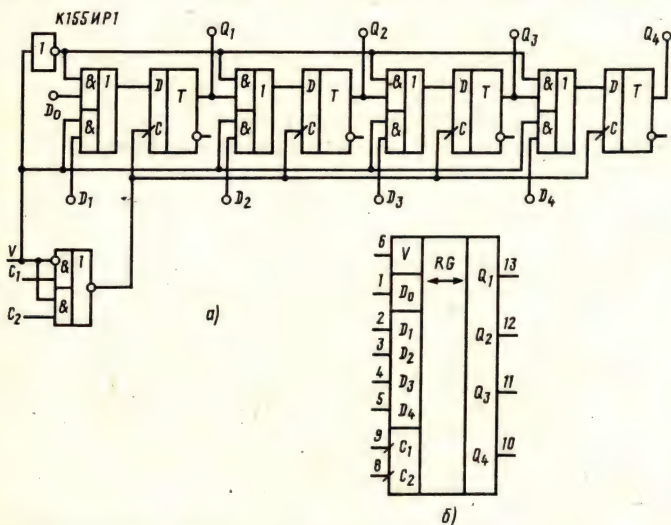 К155ИР1
Q₁ Q₂ Q₃ Q₄
1
& 1 D T & 1 D T & 1 D T & 1 D T
D₀
& C & C & C & C
D₁ D₂ D₃ D₄
V
& 1
C₁
&
C₂
а)
6 V RG Q₁ 13
1 D₀
2 D₁ Q₂ 12
3 D₂
4 D₃ Q₃ 11
5 D₄
9 C₁ Q₄ 10
8 C₂
б)